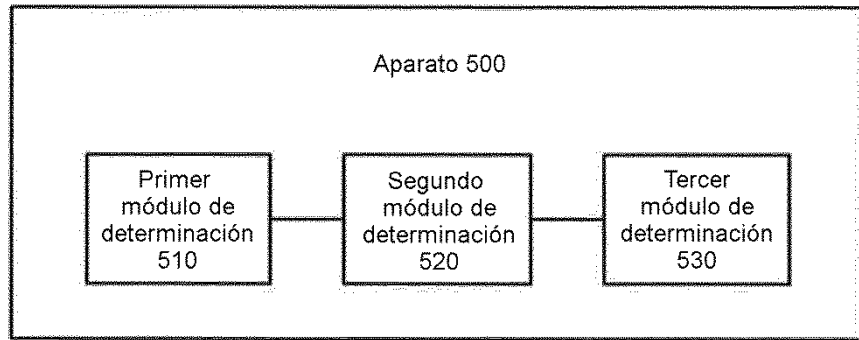 Aparato 500
Primer
módulo de
determinación
510
Segundo
módulo de
determinación
520
Tercer
módulo de
determinación
530